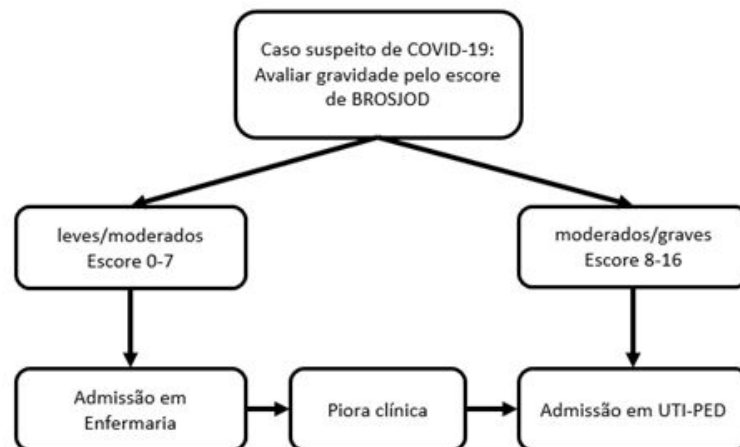 Caso suspeito de COVID-19:
Avaliar gravidade pelo escore
de BROSJOD
leves/moderados
Escore 0-7
moderados/graves
Escore 8-16
Admissão em
Enfermaria
Piora clínica
Admissão em UTI-PED